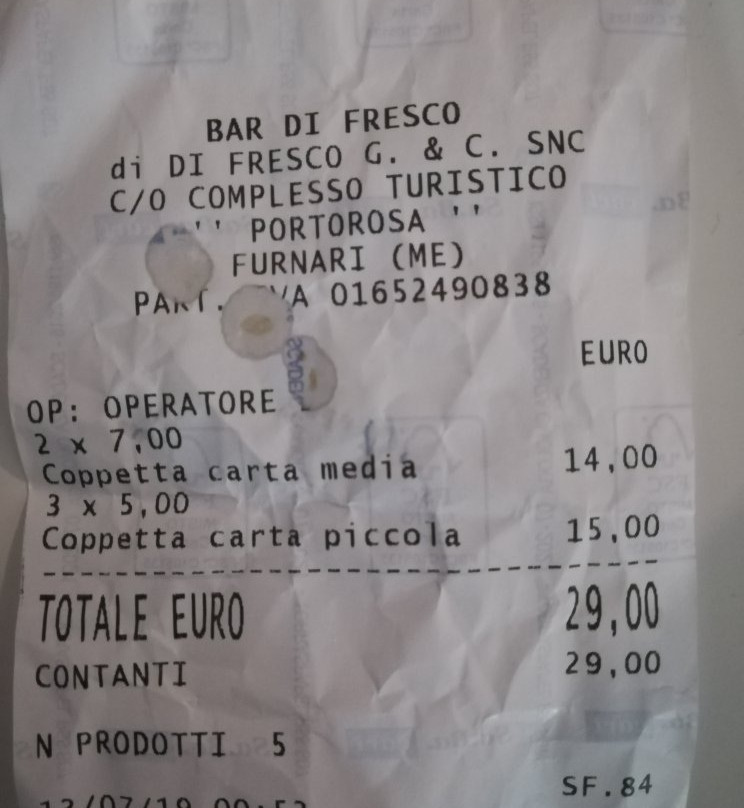 BAR DI FRESCO
di DI FRESCO G. & C. SNC
C/O COMPLESSO TURISTICO
'' PORTOROSA ''
FURNARI (ME)
PART. IVA 01652490838
EURO
OP: OPERATORE
2 x 7,00
Coppetta carta media 14,00
3 x 5,00
Coppetta carta piccola 15,00
--------------------------------
TOTALE EURO 29,00
CONTANTI 29,00
N PRODOTTI 5
SF.84